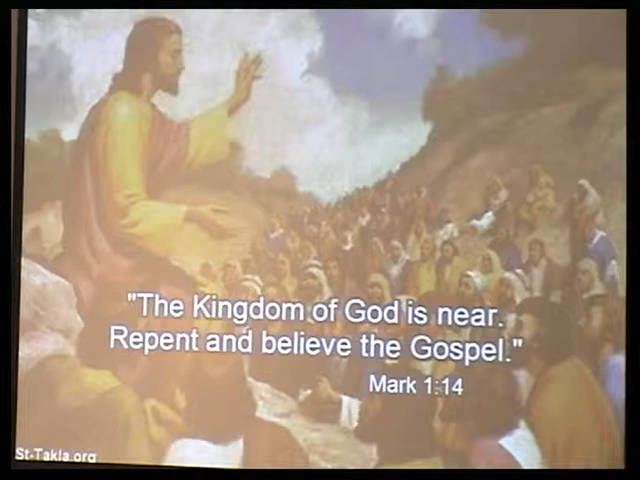 "The Kingdom of God is near.
Repent and believe the Gospel."
Mark 1:14
St-Takla.org